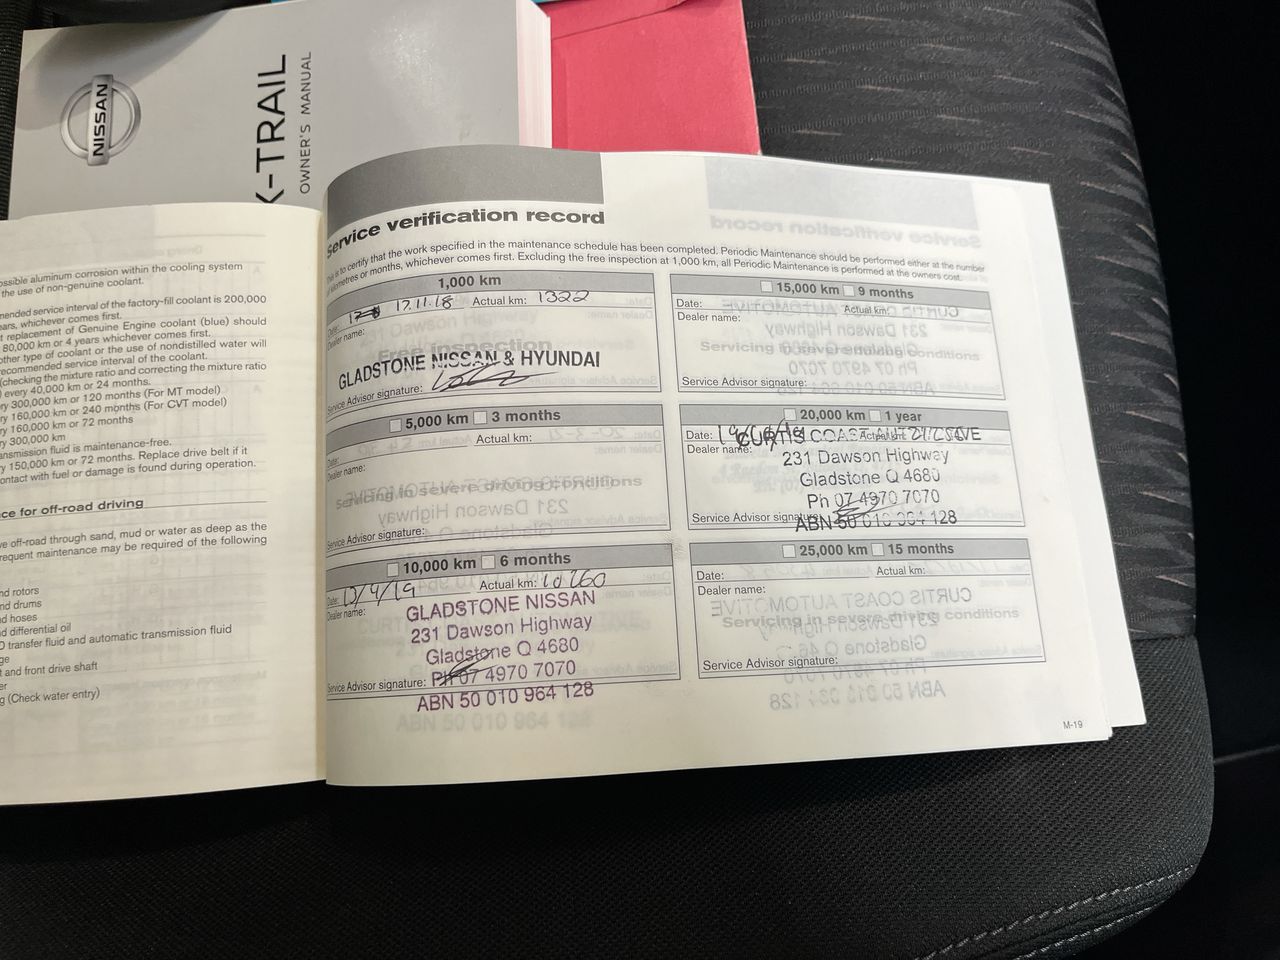 NISSAN
X-TRAIL
OWNER'S MANUAL
ossible aluminum corrosion within the cooling system
the use of non-genuine coolant.
mended service interval of the factory-fill coolant is 200,000
ears, whichever comes first.
t replacement of Genuine Engine coolant (blue) should
80,000 km or 4 years whichever comes first.
other type of coolant or the use of nondistilled water will
recommended service interval of the coolant.
(checking the mixture ratio and correcting the mixture ratio
) every 40,000 km or 24 months.
ry 300,000 km or 120 months (For MT model)
ry 160,000 km or 240 months (For CVT model)
ry 160,000 km or 72 months
ry 300,000 km
ansmission fluid is maintenance-free.
ry 150,000 km or 72 months. Replace drive belt if it
contact with fuel or damage is found during operation.
ce for off-road driving
ve off-road through sand, mud or water as deep as the
requent maintenance may be required of the following
nd rotors
nd drums
nd hoses
nd differential oil
D transfer fluid and automatic transmission fluid
ge
t and front drive shaft
er
g (Check water entry)
Service verification record
This is to certify that the work specified in the maintenance schedule has been completed. Periodic Maintenance should be performed either at the number
of kilometres or months, whichever comes first. Excluding the free inspection at 1,000 km, all Periodic Maintenance is performed at the owners cost.
1,000 km
Date: 17.11.18 Actual km: 1322
Dealer name:
Free inspection
GLADSTONE NISSAN & HYUNDAI
Service Advisor signature:
5,000 km 3 months
Date: Actual km:
Dealer name:
Servicing in severe driving conditions
Service Advisor signature:
10,000 km 6 months
Date: Actual km: 10260
Dealer name:
GLADSTONE NISSAN
231 Dawson Highway
Gladstone Q 4680
PH 07 4970 7070
Service Advisor signature:
ABN 50 010 964 128
15,000 km 9 months
Date: Actual km:
Dealer name:
Servicing in severe driving conditions
Service Advisor signature:
20,000 km 1 year
Date: Actual km:
CURTIS COAST AUTOMOTIVE
Dealer name:
231 Dawson Highway
Gladstone Q 4680
Ph 07 4970 7070
Service Advisor signature:
ABN 50 010 964 128
25,000 km 15 months
Date: Actual km:
Dealer name:
Servicing in severe driving conditions
Service Advisor signature:
M-19